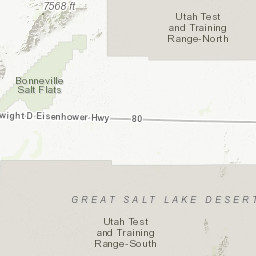 7568 ft
Utah Test
and Training
Range-North
Bonneville
Salt Flats
wight D Eisenhower Hwy
80
GREAT SALT LAKE DESERT
Utah Test
and Training
Range-South